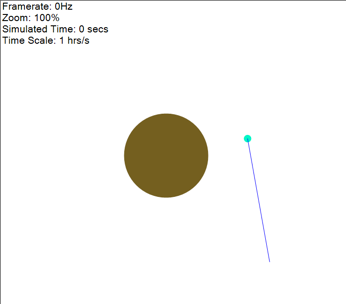 Framerate: 0Hz
Zoom: 100%
Simulated Time: 0 secs
Time Scale: 1 hrs/s